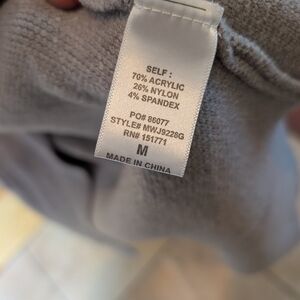 SELF :
70% ACRYLIC
26% NYLON
4% SPANDEX
PO# 86077
STYLE# MWJ9228G
RN# 151771
M
MADE IN CHINA